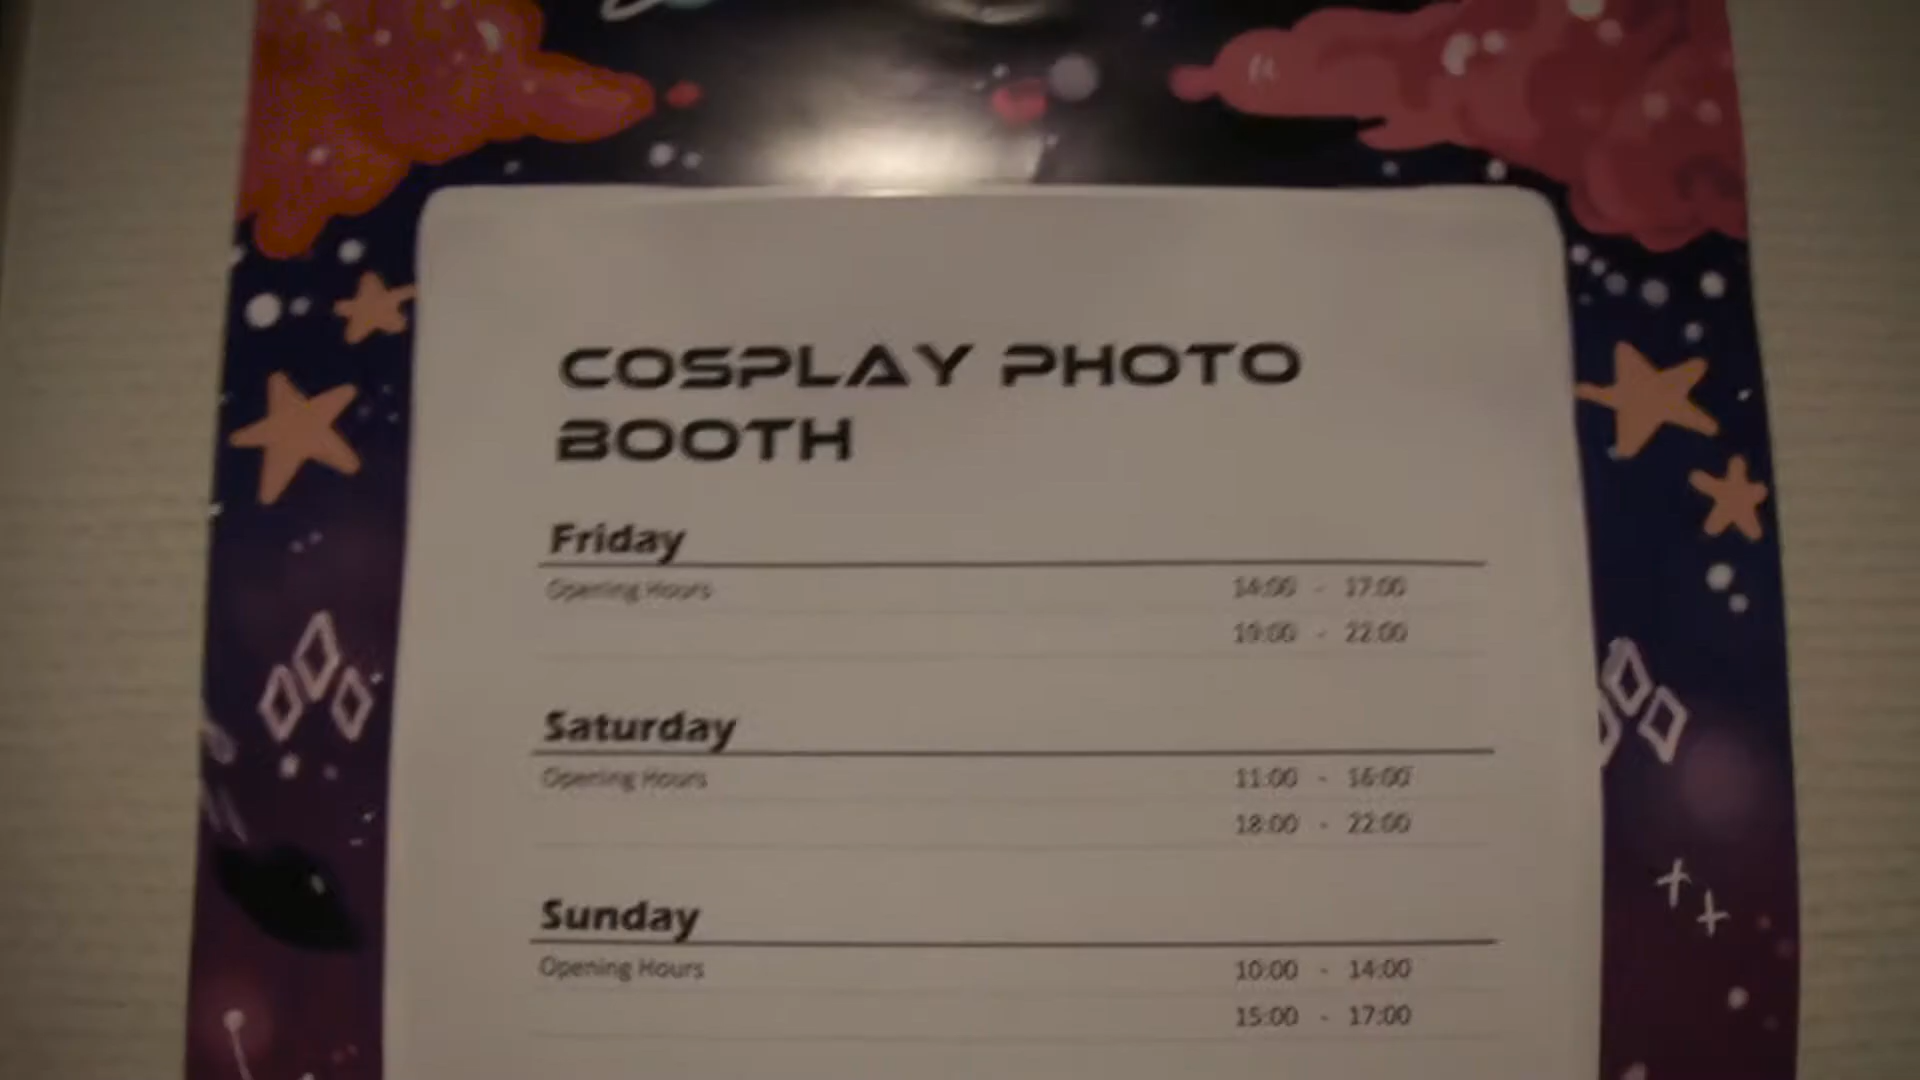 COSPLAY PHOTO
BOOTH
Friday
Opening Hours 14:00 - 17:00
19:00 - 22:00
Saturday
Opening Hours 11:00 - 16:00
18:00 - 22:00
Sunday
Opening Hours 10:00 - 14:00
15:00 - 17:00